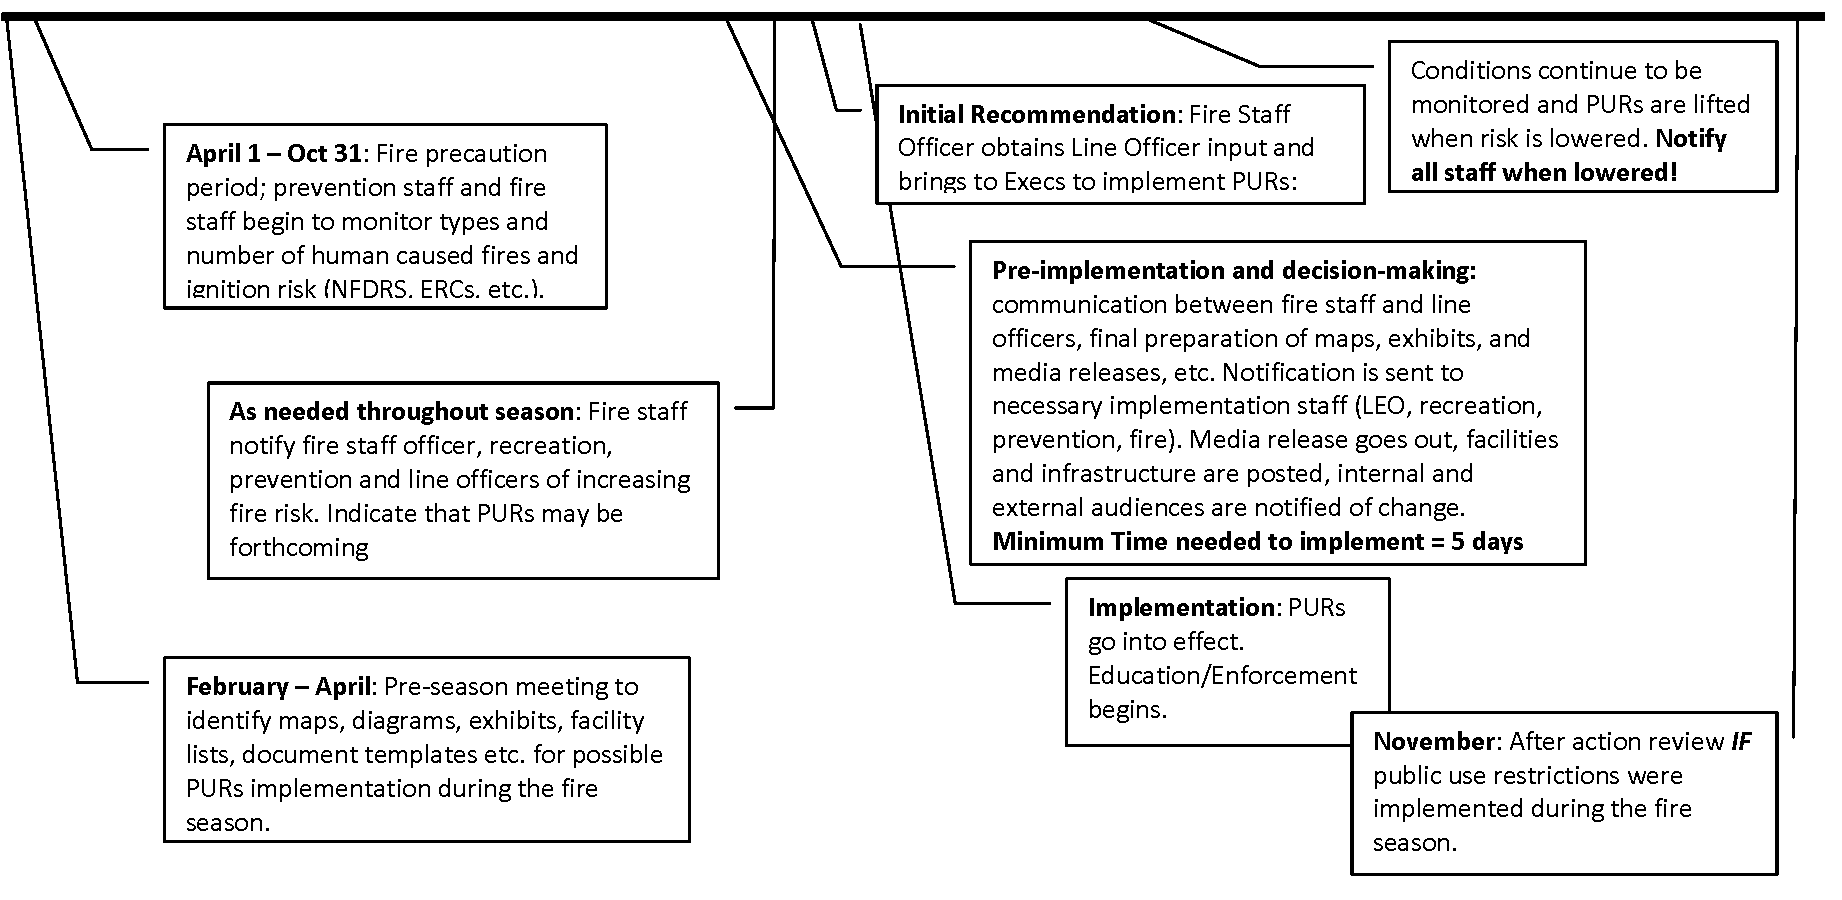 April 1 – Oct 31: Fire precaution
period; prevention staff and fire
staff begin to monitor types and
number of human caused fires and
ignition risk (NFDRS, ERCs, etc.).
As needed throughout season: Fire staff
notify fire staff officer, recreation,
prevention and line officers of increasing
fire risk. Indicate that PURs may be
forthcoming
February – April: Pre-season meeting to
identify maps, diagrams, exhibits, facility
lists, document templates etc. for possible
PURs implementation during the fire
season.
Initial Recommendation: Fire Staff
Officer obtains Line Officer input and
brings to Execs to implement PURs:
Conditions continue to be
monitored and PURs are lifted
when risk is lowered. Notify
all staff when lowered!
Pre-implementation and decision-making:
communication between fire staff and line
officers, final preparation of maps, exhibits, and
media releases, etc. Notification is sent to
necessary implementation staff (LEO, recreation,
prevention, fire). Media release goes out, facilities
and infrastructure are posted, internal and
external audiences are notified of change.
Minimum Time needed to implement = 5 days
Implementation: PURs
go into effect.
Education/Enforcement
begins.
November: After action review IF
public use restrictions were
implemented during the fire
season.